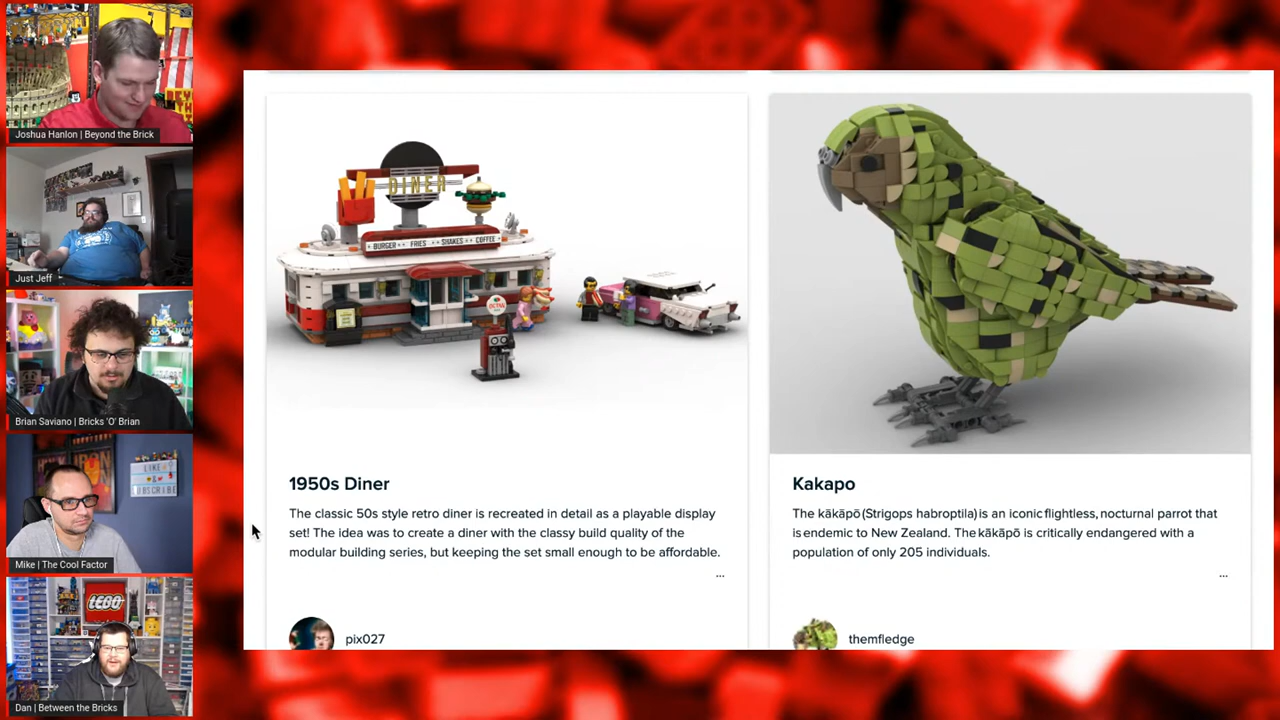 Joshua Hanlon | Beyond the Brick
Just Jeff
Brian Saviano | Bricks 'O' Brian
Mike | The Cool Factor
LIKE
SUBSCRIBE
LEGO
Dan | Between the Bricks
DINER
BURGER FRIES SHAKES COFFEE
1950s Diner
The classic 50s style retro diner is recreated in detail as a playable display
set! The idea was to create a diner with the classy build quality of the
modular building series, but keeping the set small enough to be affordable.
...
pix027
Kakapo
The kākāpō (Strigops habroptila) is an iconic flightless, nocturnal parrot that
is endemic to New Zealand. The kākāpō is critically endangered with a
population of only 205 individuals.
...
themfledge